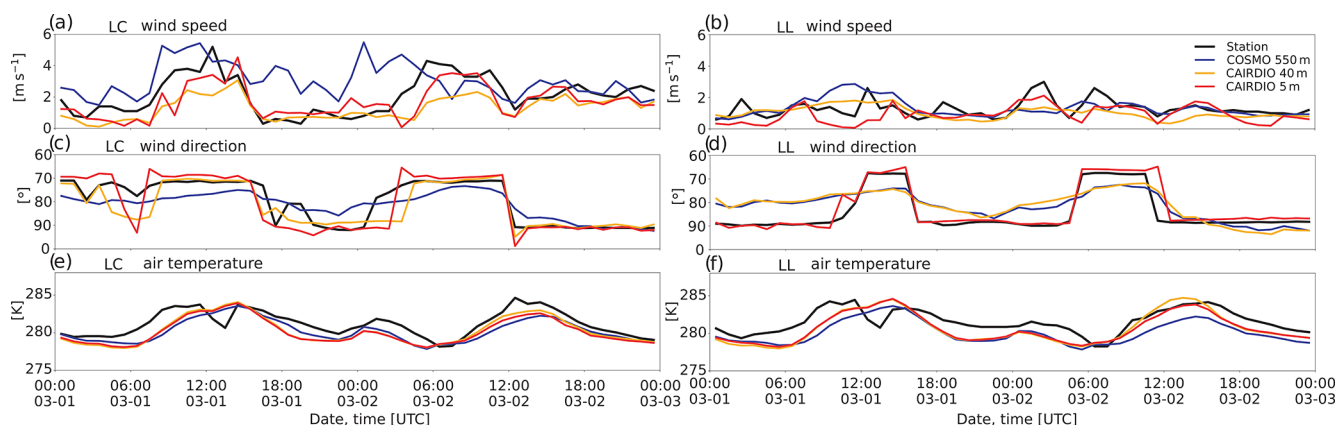 (a) LC wind speed
6
4
2
0
[m s⁻¹]
(b) LL wind speed
6
4
2
0
[m s⁻¹]
Station
COSMO 550 m
CAIRDIO 40 m
CAIRDIO 5 m
(c) LC wind direction
60
70
80
90
0
[º]
(d) LL wind direction
60
70
80
90
0
[º]
(e) LC air temperature
285
280
275
[K]
(f) LL air temperature
285
280
275
[K]
00:00 06:00 12:00 18:00 00:00 06:00 12:00 18:00 00:00
03-01 03-01 03-01 03-01 03-02 03-02 03-02 03-02 03-03
Date, time [UTC]
00:00 06:00 12:00 18:00 00:00 06:00 12:00 18:00 00:00
03-01 03-01 03-01 03-01 03-02 03-02 03-02 03-02 03-03
Date, time [UTC]